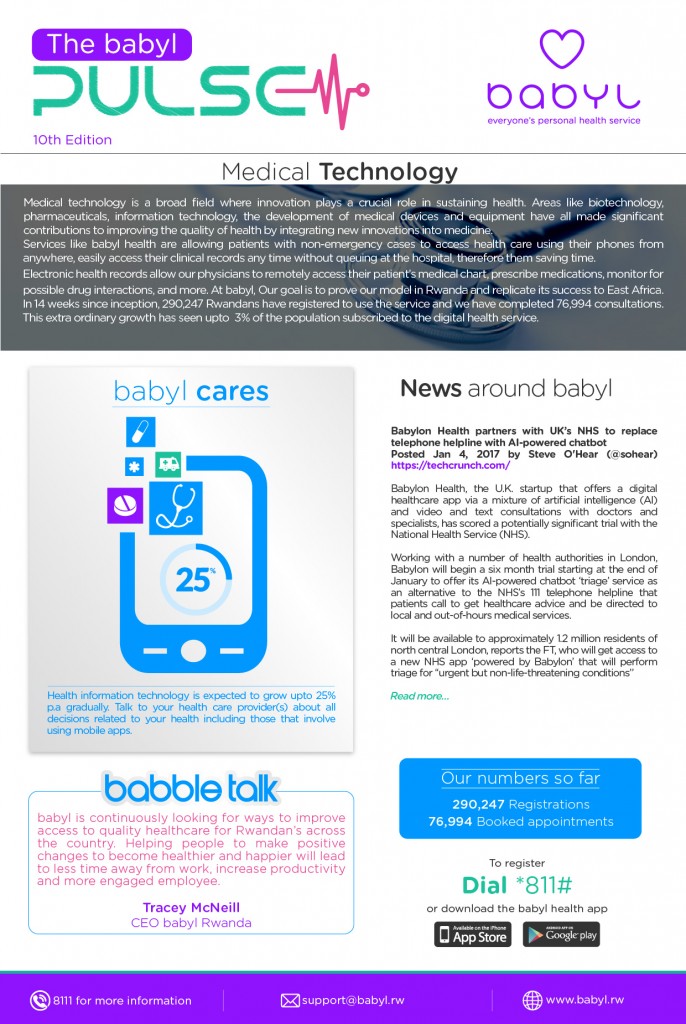 The babyl
PULSE
10th Edition
babyl
everyone's personal health service
Medical Technology
Medical technology is a broad field where innovation plays a crucial role in sustaining health. Areas like biotechnology,
pharmaceuticals, information technology, the development of medical devices and equipment have all made significant
contributions to improving the quality of health by integrating new innovations into medicine.
Services like babyl health are allowing patients with non-emergency cases to access health care using their phones from
anywhere, easily access their clinical records any time without queuing at the hospital, therefore them saving time.
Electronic health records allow our physicians to remotely access their patient's medical chart, prescribe medications, monitor for
possible drug interactions, and more. At babyl, Our goal is to prove our model in Rwanda and replicate its success to East Africa.
In 14 weeks since inception, 290,247 Rwandans have registered to use the service and we have completed 76,994 consultations.
This extra ordinary growth has seen upto 3% of the population subscribed to the digital health service.
babyl cares
25%
Health information technology is expected to grow upto 25%
p.a gradually. Talk to your health care provider(s) about all
decisions related to your health including those that involve
using mobile apps.
News around babyl
Babylon Health partners with UK's NHS to replace
telephone helpline with AI-powered chatbot
Posted Jan 4, 2017 by Steve O'Hear (@sohear)
https://techcrunch.com/
Babylon Health, the U.K. startup that offers a digital
healthcare app via a mixture of artificial intelligence (AI)
and video and text consultations with doctors and
specialists, has scored a potentially significant trial with the
National Health Service (NHS).
Working with a number of health authorities in London,
Babylon will begin a six month trial starting at the end of
January to offer its AI-powered chatbot 'triage' service as
an alternative to the NHS's 111 telephone helpline that
patients call to get healthcare advice and be directed to
local and out-of-hours medical services.
It will be available to approximately 1.2 million residents of
north central London, reports the FT, who will get access to
a new NHS app 'powered by Babylon' that will perform
triage for "urgent but non-life-threatening conditions"
Read more...
babble talk
babyl is continuously looking for ways to improve
access to quality healthcare for Rwandan's across
the country. Helping people to make positive
changes to become healthier and happier will lead
to less time away from work, increase productivity
and more engaged employee.
Tracey McNeill
CEO babyl Rwanda
Our numbers so far
290,247 Registrations
76,994 Booked appointments
To register
Dial *811#
or download the babyl health app
Available on the iPhone
App Store
ANDROID APP ON
Google play
8111 for more information
support@babyl.rw
www.babyl.rw